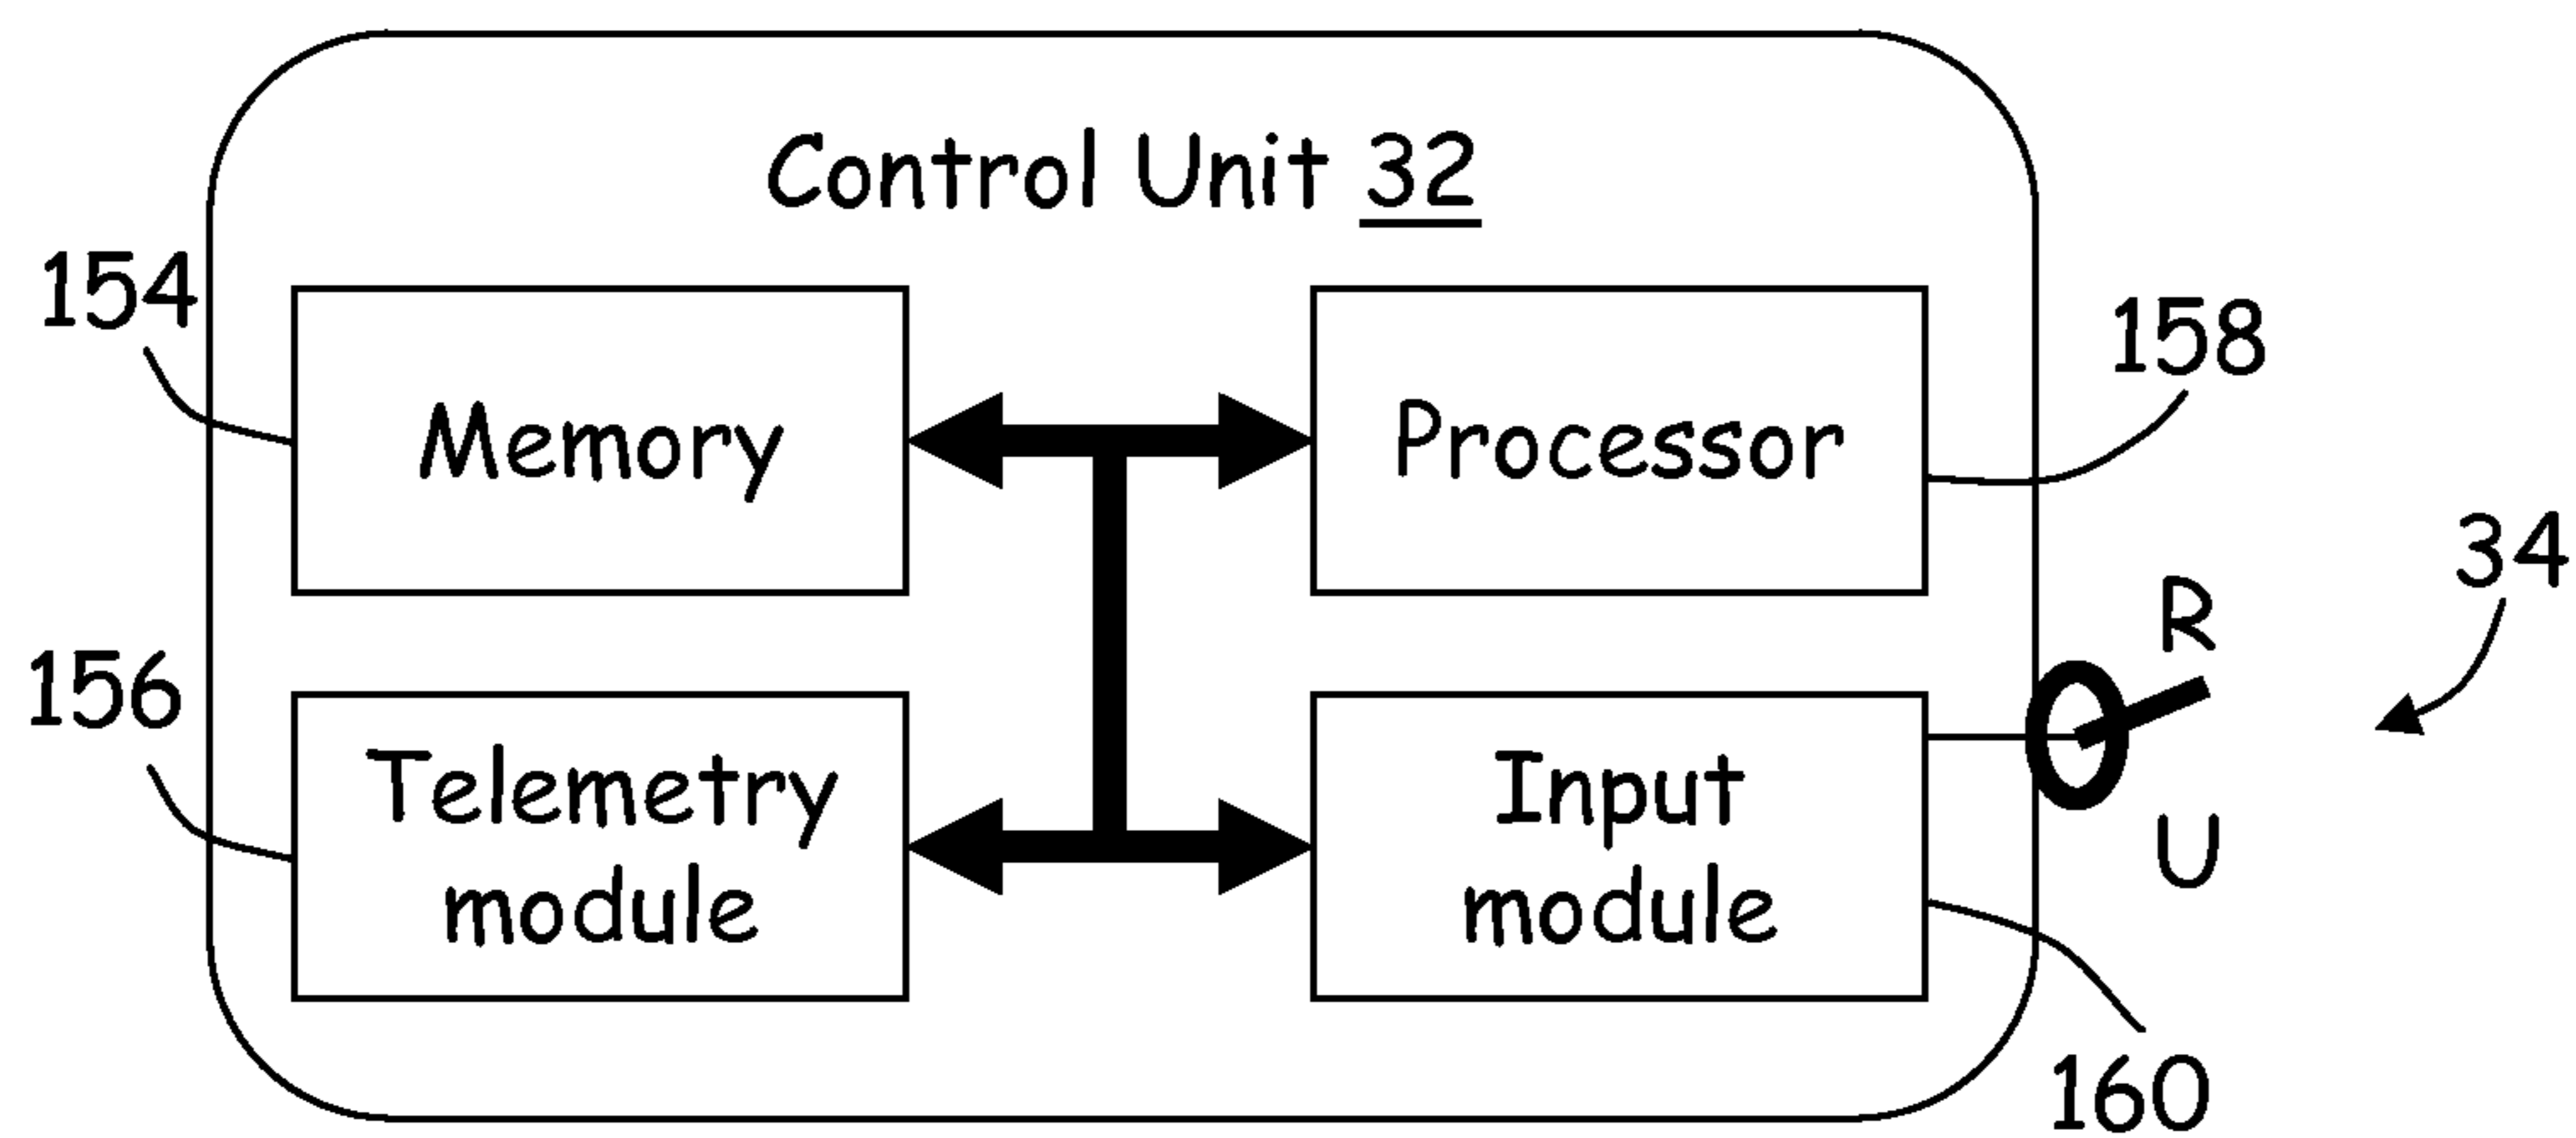 Control Unit 32
154
Memory
Processor
158
34
R
156
Telemetry
module
Input
module
U
160